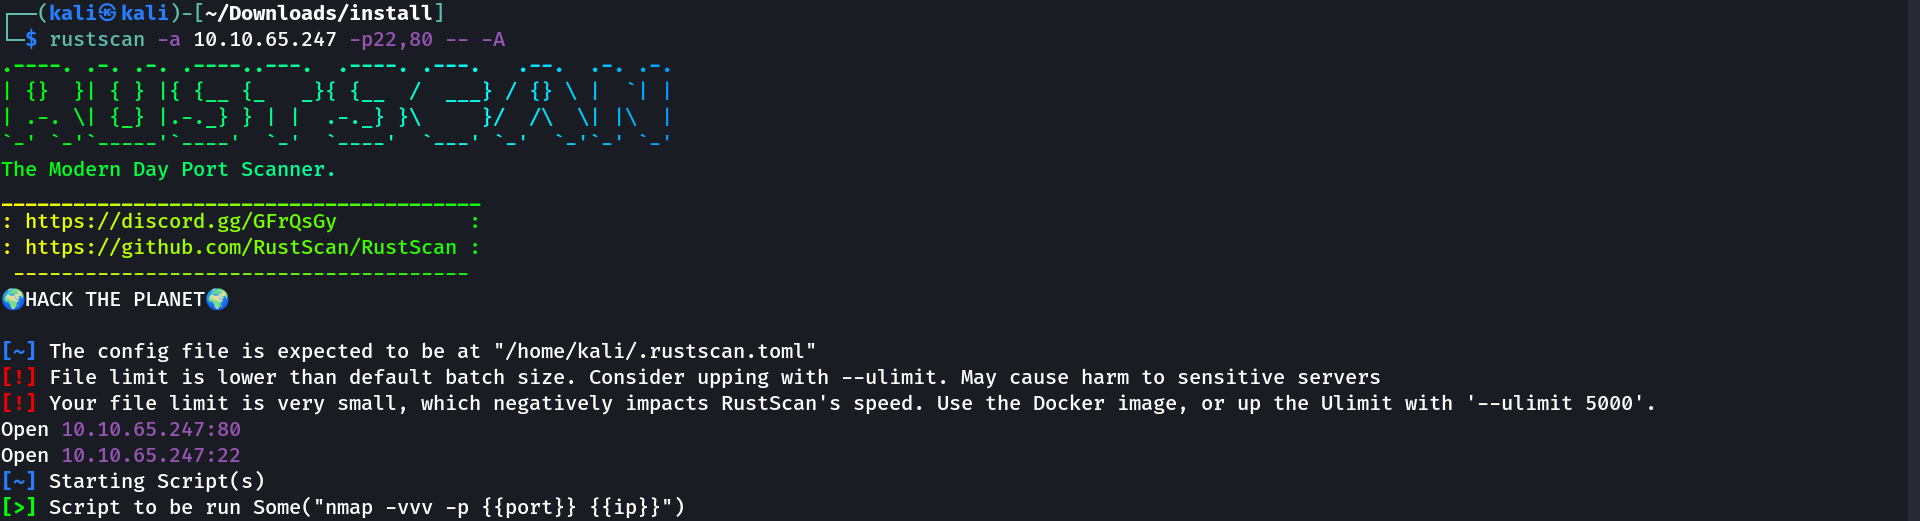 ┌──(kali㉿kali)-[~/Downloads/install]
└─$ rustscan -a 10.10.65.247 -p22,80 -- -A
.----. .-. .-. .----..---.  .----. .---.   .--.  .-. .-.
| {}  }| { } |{ {__ {_   _}{ {__  /  ___} / {} \ |  `| |
| .-. \| {_} |.-._} } | |  .-._} }\     }/  /\  \| |\  |
`-' `-'`-----'`----'  `-'  `----'  `---' `-'  `-'`-' `-'
The Modern Day Port Scanner.
________________________________________
: https://discord.gg/GFrQsGy           :
: https://github.com/RustScan/RustScan :
 --------------------------------------
🌍HACK THE PLANET🌍
[~] The config file is expected to be at "/home/kali/.rustscan.toml"
[!] File limit is lower than default batch size. Consider upping with --ulimit. May cause harm to sensitive servers
[!] Your file limit is very small, which negatively impacts RustScan's speed. Use the Docker image, or up the Ulimit with '--ulimit 5000'.
Open 10.10.65.247:80
Open 10.10.65.247:22
[~] Starting Script(s)
[>] Script to be run Some("nmap -vvv -p {{port}} {{ip}}")